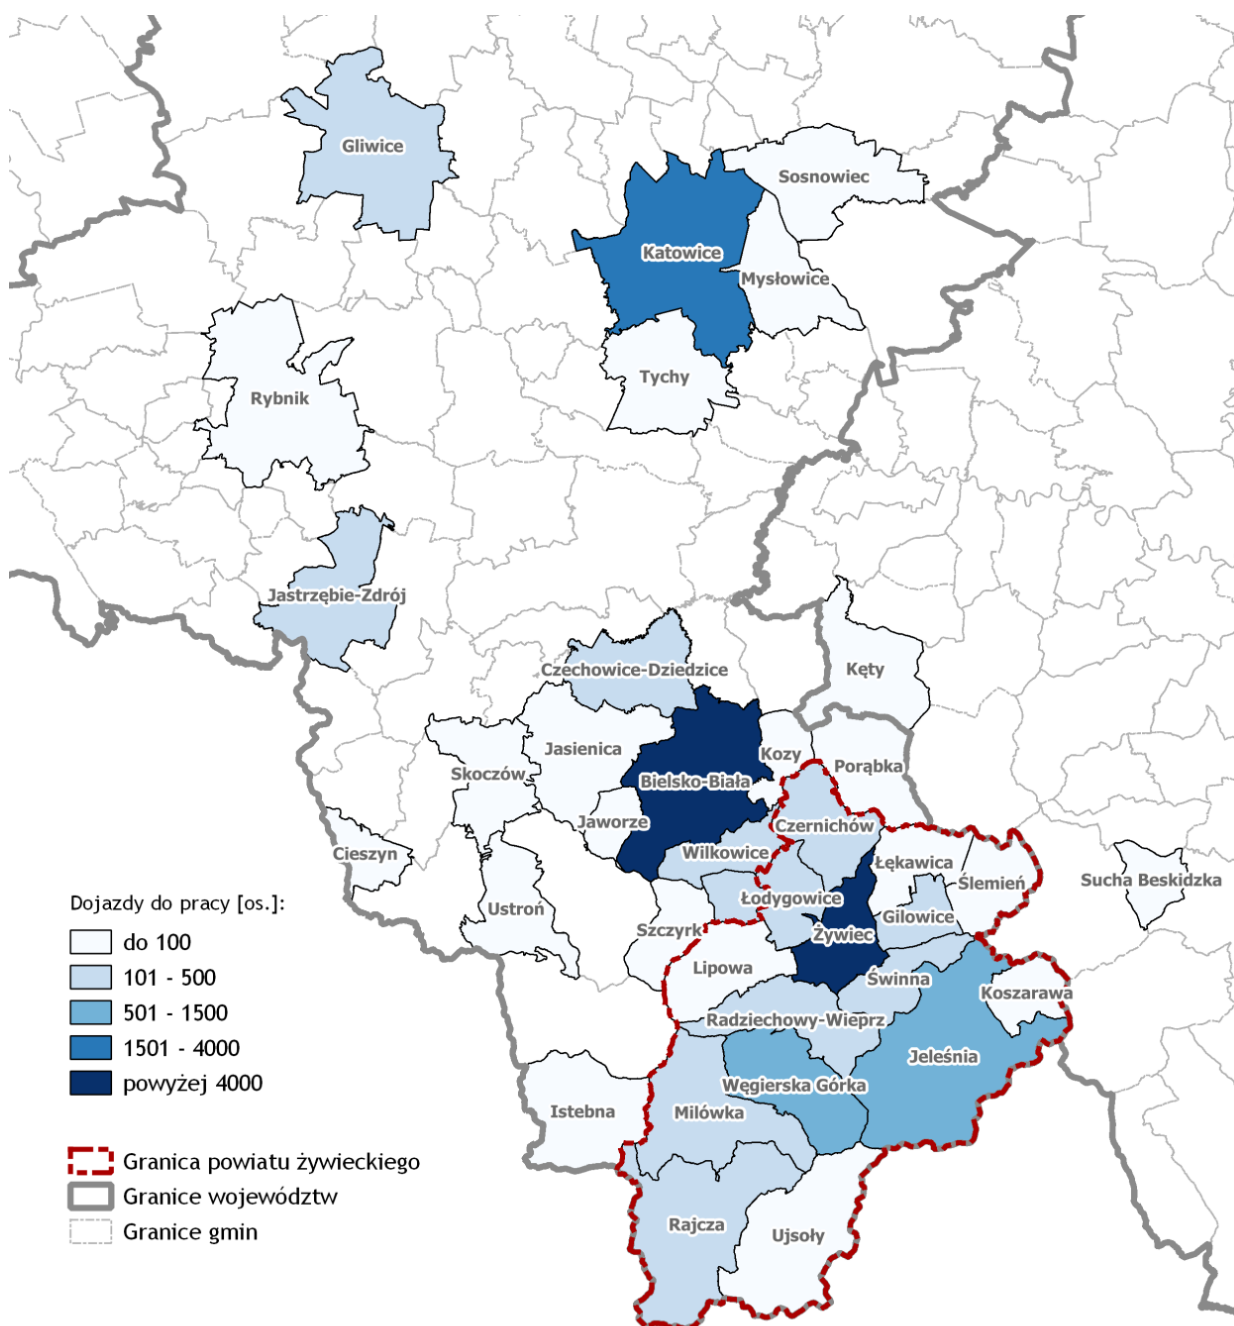 Gliwice
Sosnowiec
Katowice
Mysłowice
Tychy
Rybnik
Jastrzębie-Zdrój
Czechowice-Dziedzice
Kęty
Jasienica
Kozy
Skoczów
Bielsko-Biała
Porąbka
Jaworze
Czernichów
Cieszyn
Wilkowice
Łękawica
Ślemień
Sucha Beskidzka
Ustroń
Łodygowice
Gilowice
Szczyrk
Żywiec
Lipowa
Świnna
Koszarawa
Radziechowy-Wieprz
Jeleśnia
Węgierska Górka
Istebna
Milówka
Rajcza
Ujsoły
Dojazdy do pracy [os.]:
do 100
101 - 500
501 - 1500
1501 - 4000
powyżej 4000
Granica powiatu żywieckiego
Granice województw
Granice gmin